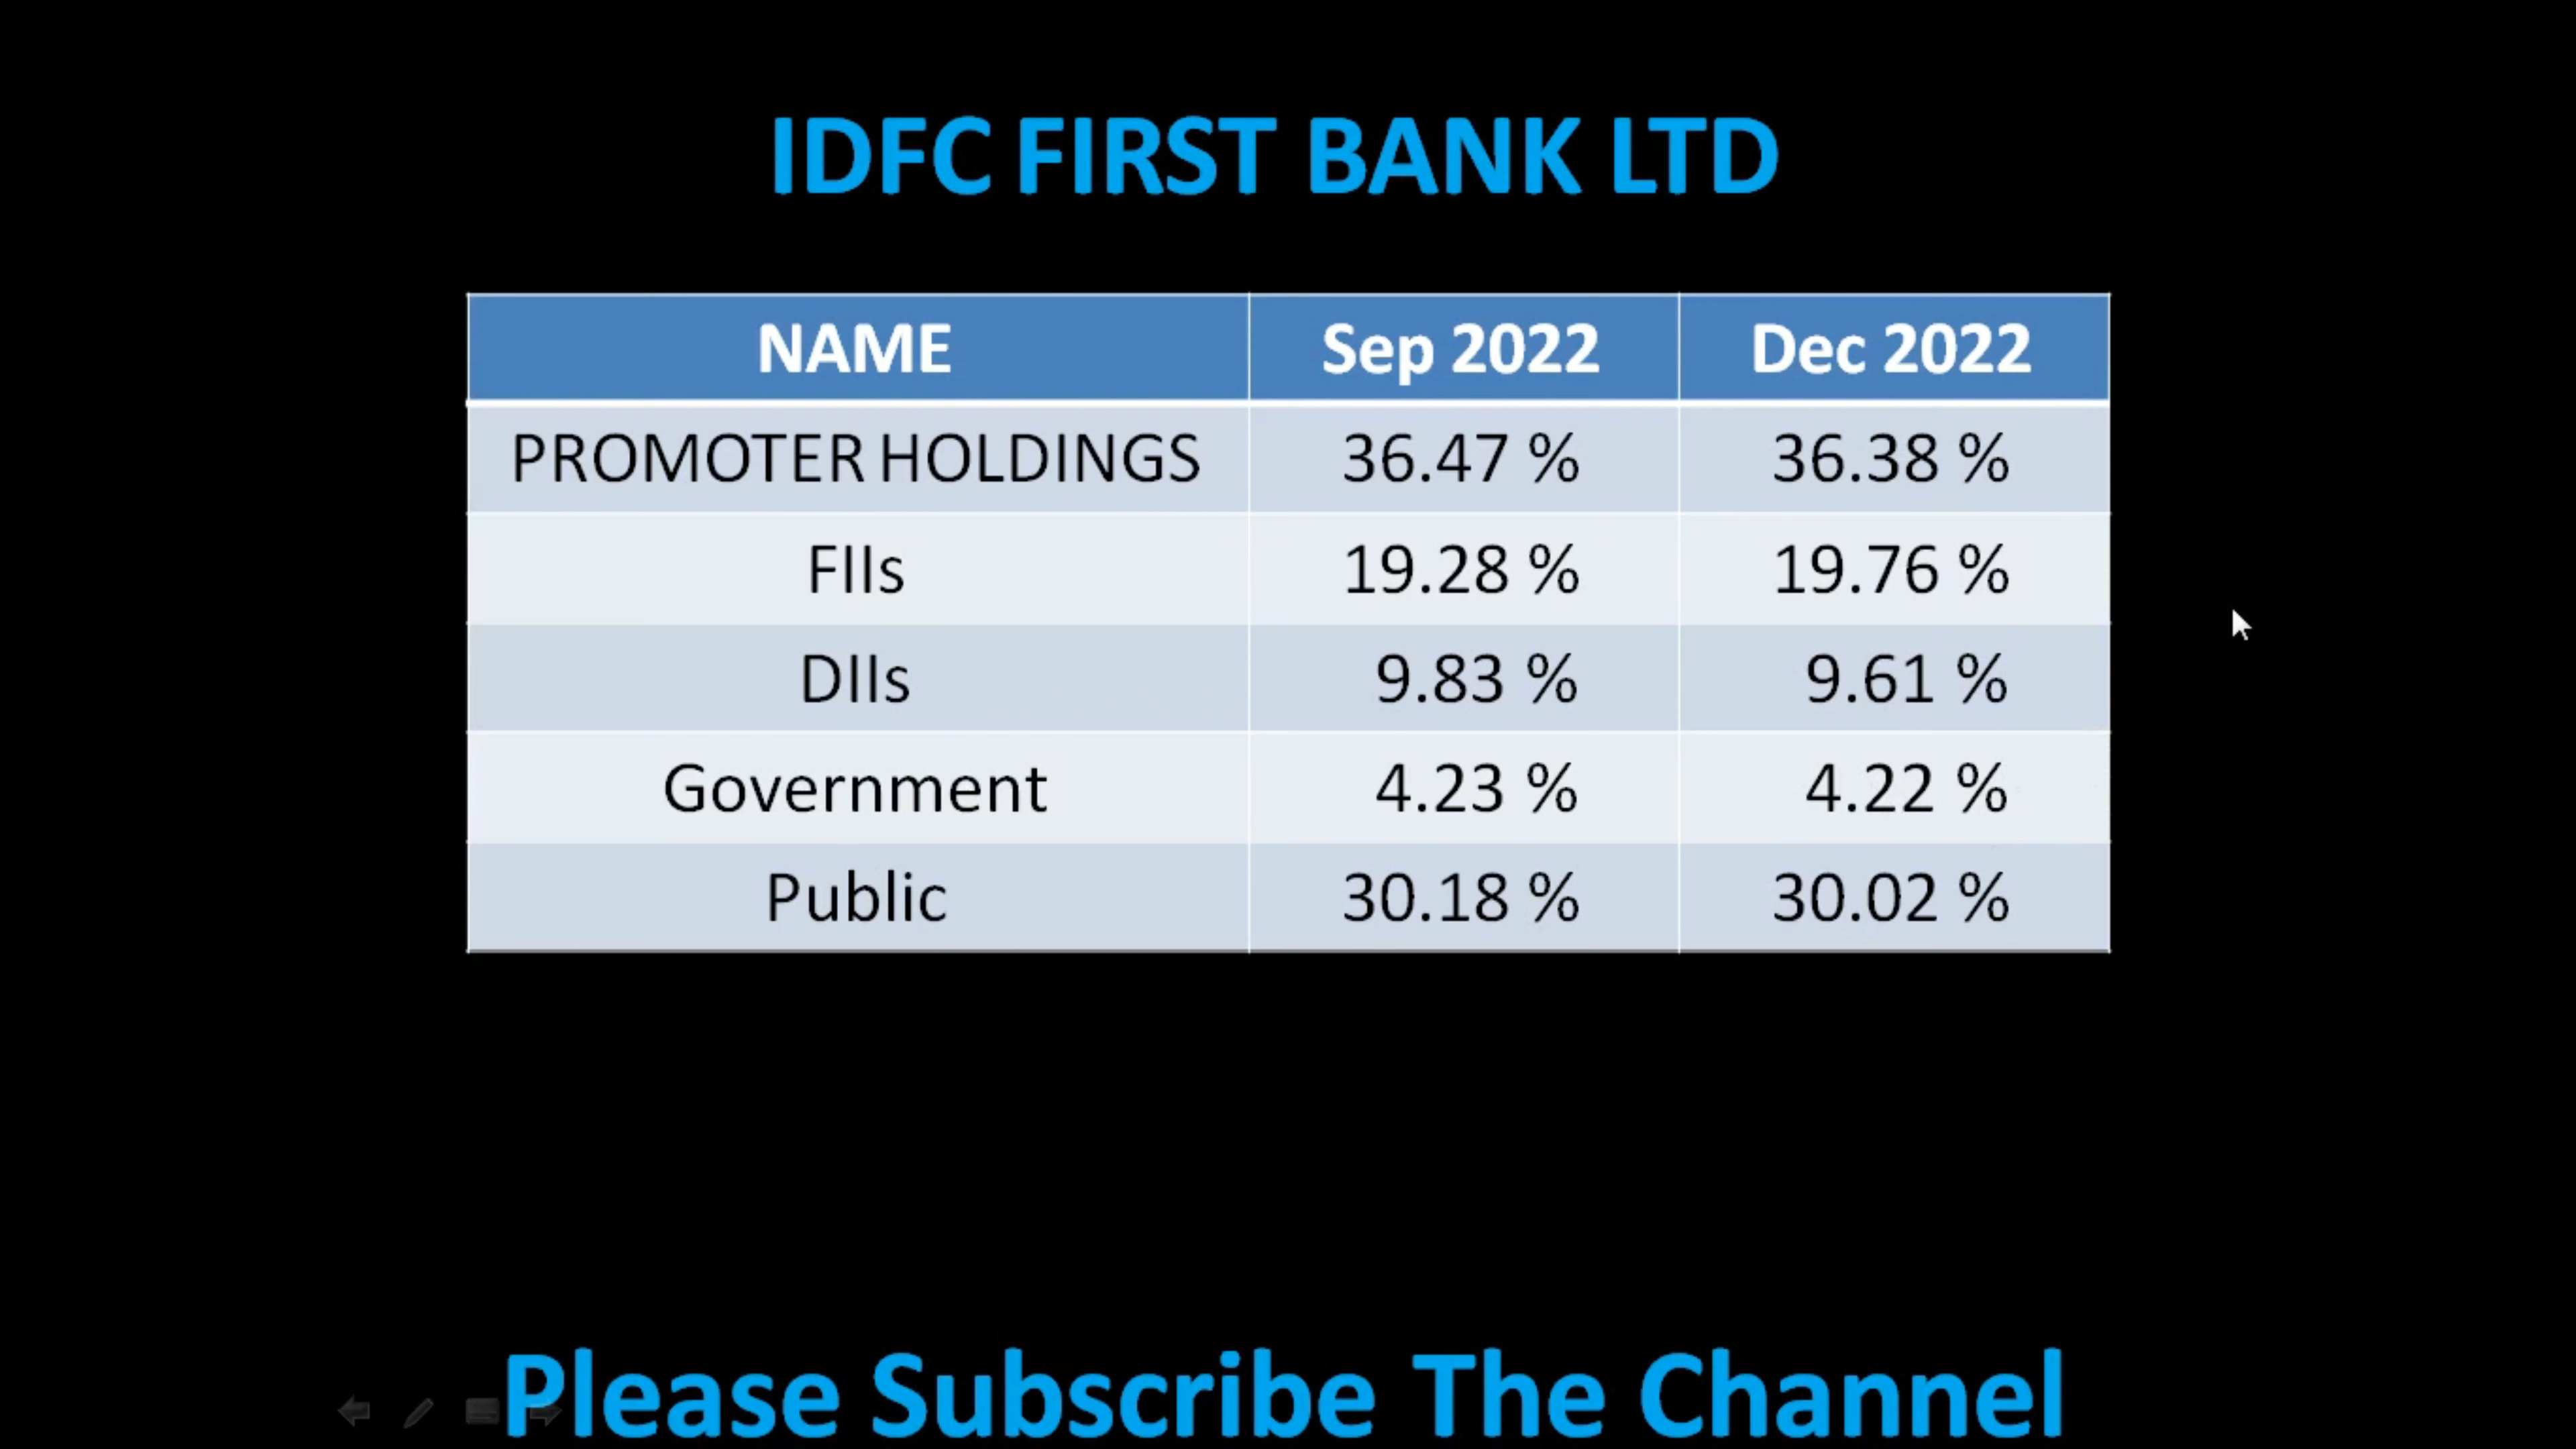 IDFC FIRST BANK LTD
NAME Sep 2022 Dec 2022
PROMOTER HOLDINGS 36.47 % 36.38 %
FIIs 19.28 % 19.76 %
DIIs 9.83 % 9.61 %
Government 4.23 % 4.22 %
Public 30.18 % 30.02 %
Please Subscribe The Channel